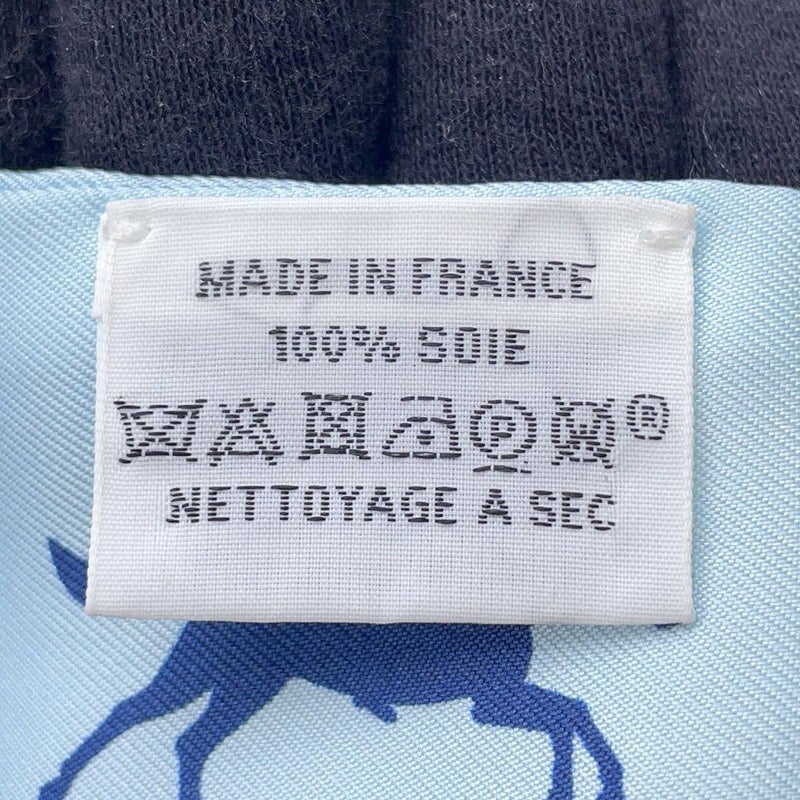 MADE IN FRANCE
100% SOIE
P W ®
NETTOYAGE A SEC